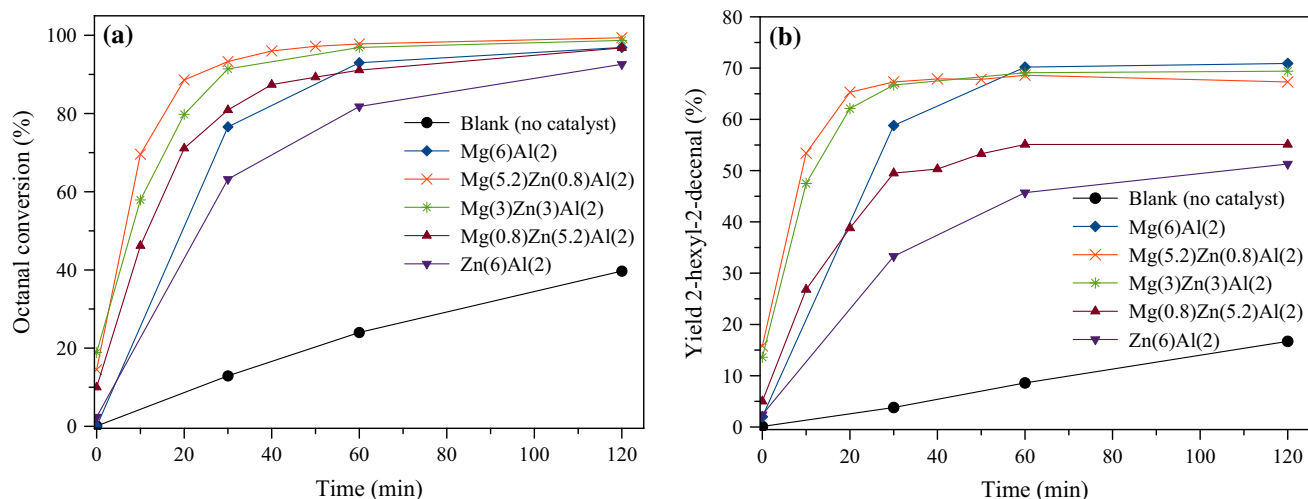 (a)
Octanal conversion (%)
100
80
60
40
20
0
Blank (no catalyst)
Mg(6)Al(2)
Mg(5.2)Zn(0.8)Al(2)
Mg(3)Zn(3)Al(2)
Mg(0.8)Zn(5.2)Al(2)
Zn(6)Al(2)
0 20 40 60 80 100 120
Time (min)
(b)
Yield 2-hexyl-2-decenal (%)
80
70
60
50
40
30
20
10
0
Blank (no catalyst)
Mg(6)Al(2)
Mg(5.2)Zn(0.8)Al(2)
Mg(3)Zn(3)Al(2)
Mg(0.8)Zn(5.2)Al(2)
Zn(6)Al(2)
0 20 40 60 80 100 120
Time (min)